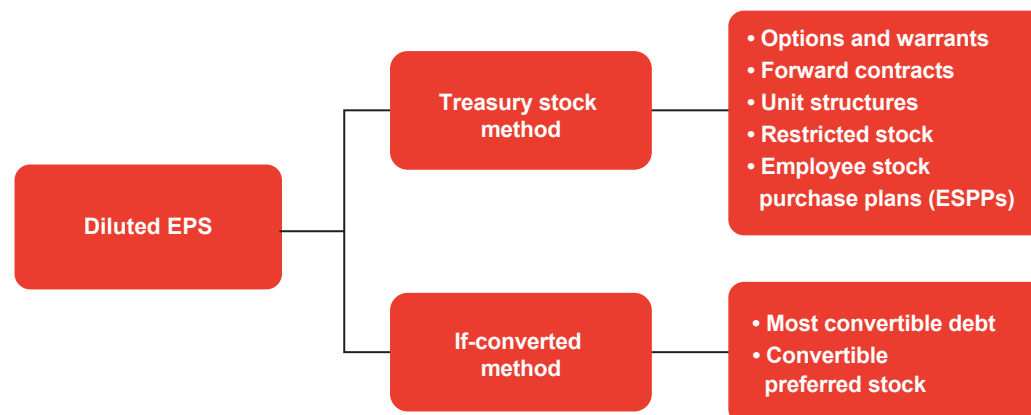 Diluted EPS
Treasury stock
method
• Options and warrants
• Forward contracts
• Unit structures
• Restricted stock
• Employee stock
purchase plans (ESPPs)
If-converted
method
• Most convertible debt
• Convertible
preferred stock